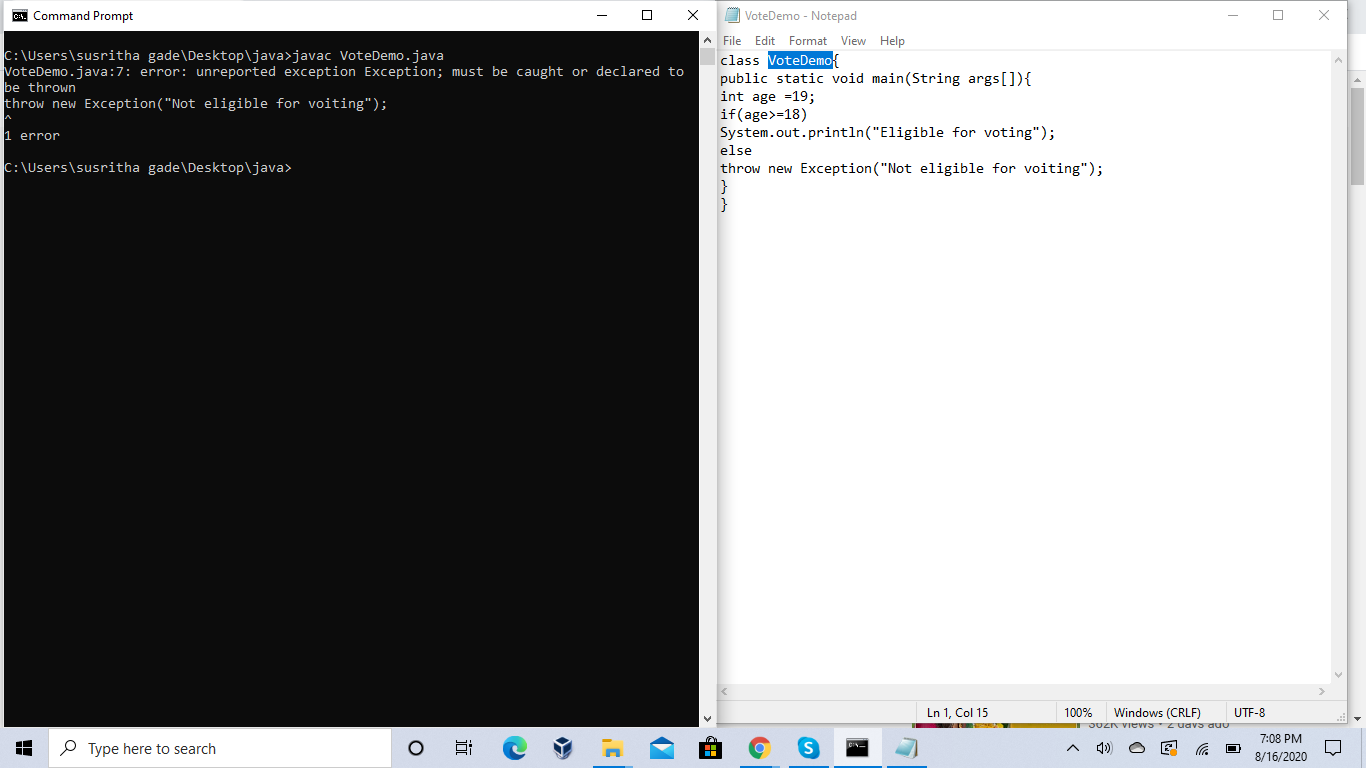 Command Prompt
C:\Users\susritha gade\Desktop\java>javac VoteDemo.java
VoteDemo.java:7: error: unreported exception Exception; must be caught or declared to
be thrown
throw new Exception("Not eligible for voiting");
^
1 error
C:\Users\susritha gade\Desktop\java>
VoteDemo - Notepad
File Edit Format View Help
class VoteDemo{
public static void main(String args[]){
int age =19;
if(age>=18)
System.out.println("Eligible for voting");
else
throw new Exception("Not eligible for voiting");
}
}
Ln 1, Col 15 100% Windows (CRLF) UTF-8
views • 2 days ago
Type here to search
7:08 PM
8/16/2020